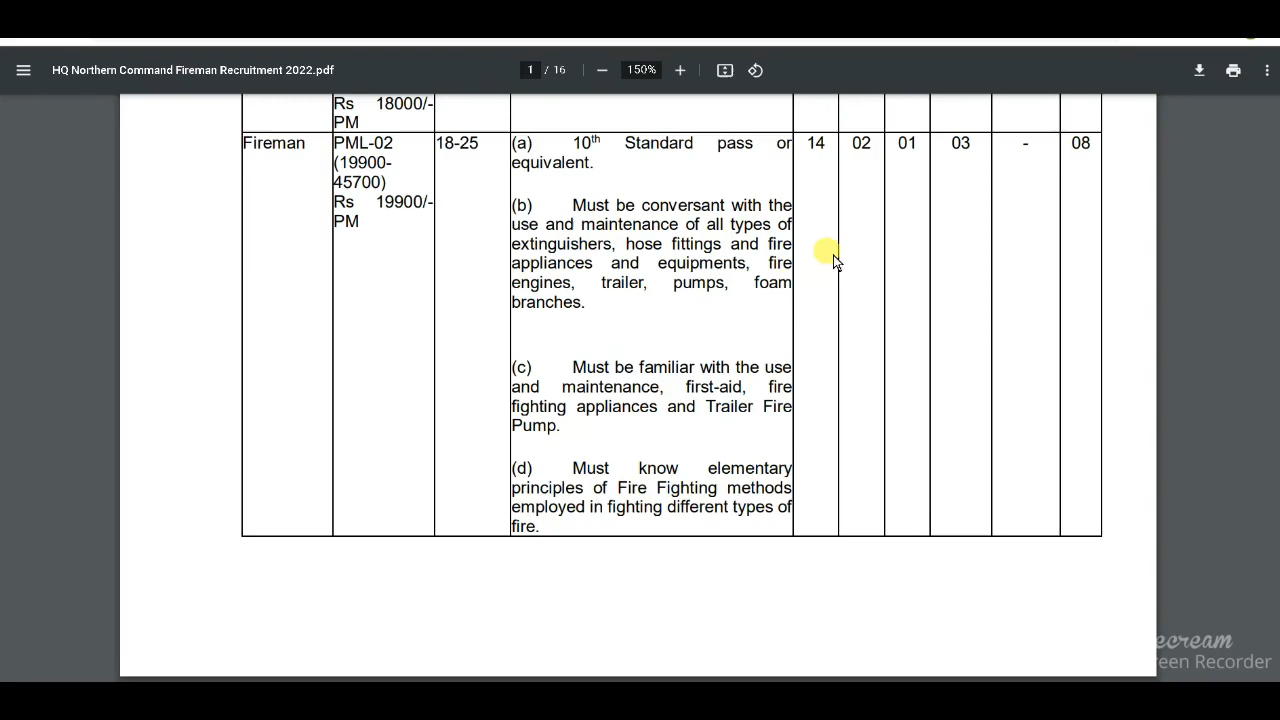 HQ Northern Command Fireman Recruitment 2022.pdf
1 / 16
150%
Rs 18000/-
PM
Fireman
PML-02
(19900-
45700)
Rs 19900/-
PM
18-25
(a) 10th Standard pass or
equivalent.
(b) Must be conversant with the
use and maintenance of all types of
extinguishers, hose fittings and fire
appliances and equipments, fire
engines, trailer, pumps, foam
branches.
(c) Must be familiar with the use
and maintenance, first-aid, fire
fighting appliances and Trailer Fire
Pump.
(d) Must know elementary
principles of Fire Fighting methods
employed in fighting different types of
fire.
14
02
01
03
-
08
ecream
reen Recorder